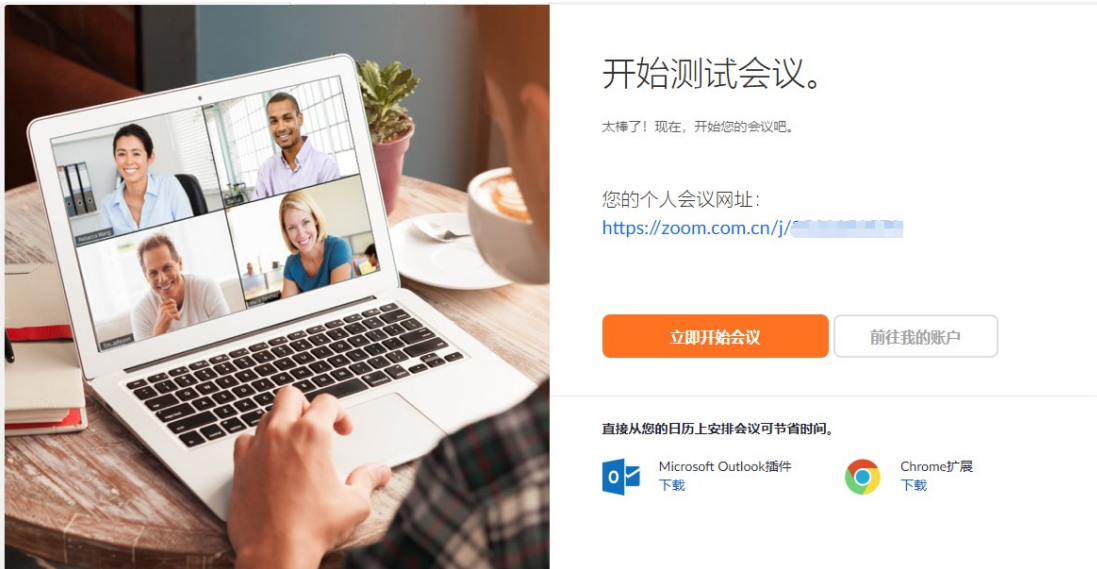 开始测试会议。
太棒了！现在，开始您的会议吧。
您的个人会议网址：
https://zoom.com.cn/j/
立即开始会议
前往我的账户
直接从您的日历上安排会议可节省时间。
Microsoft Outlook插件
下载
Chrome扩展
下载
Rebecca Wang